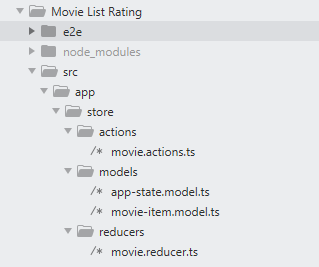 Movie List Rating
e2e
node_modules
src
app
store
actions
/* movie.actions.ts
models
/* app-state.model.ts
/* movie-item.model.ts
reducers
/* movie.reducer.ts